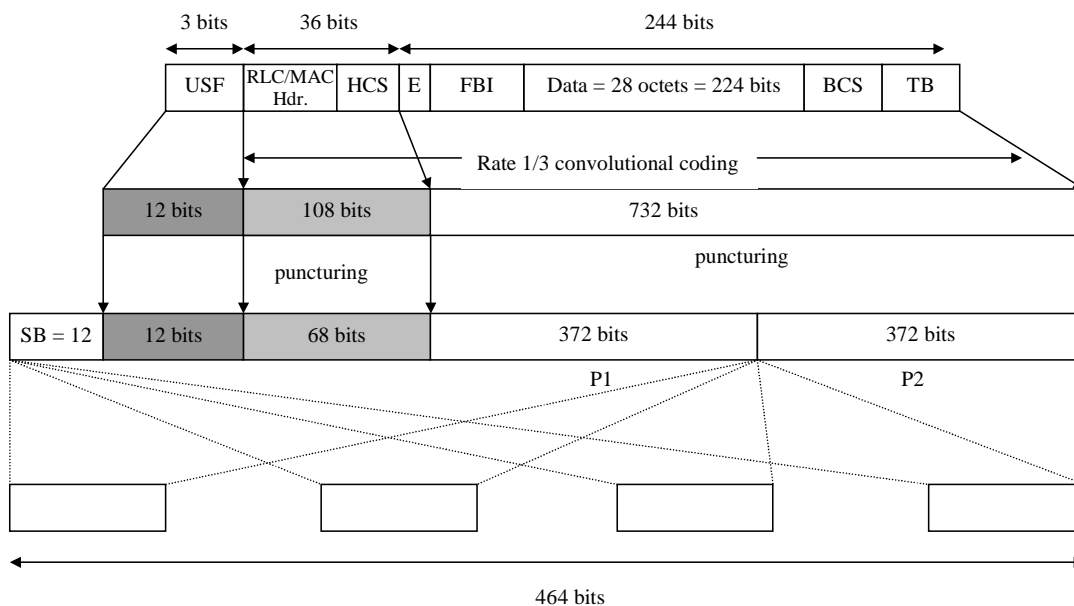 3 bits
36 bits
244 bits
USF
RLC/MAC
Hdr.
HCS
E
FBI
Data = 28 octets = 224 bits
BCS
TB
Rate 1/3 convolutional coding
12 bits
108 bits
732 bits
puncturing
puncturing
SB = 12
12 bits
68 bits
372 bits
372 bits
P1
P2
464 bits